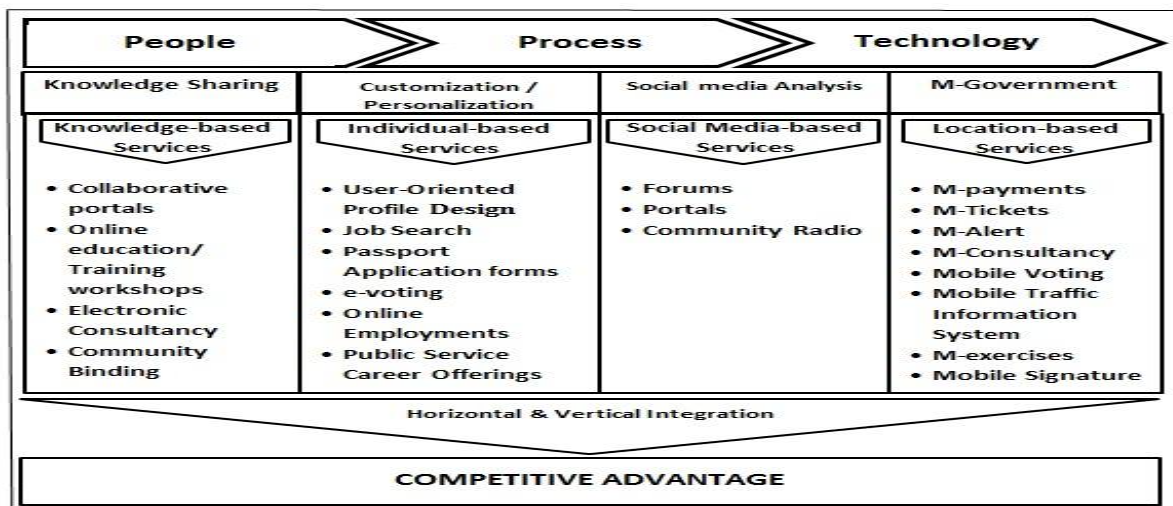 People
Process
Technology
Knowledge Sharing
Customization /
Personalization
Social media Analysis
M-Government
Knowledge-based
Services
• Collaborative
portals
• Online
education/
Training
workshops
• Electronic
Consultancy
• Community
Binding
Individual-based
Services
• User-Oriented
Profile Design
• Job Search
• Passport
Application forms
• e-voting
• Online
Employments
• Public Service
Career Offerings
Social Media-based
Services
• Forums
• Portals
• Community Radio
Location-based
Services
• M-payments
• M-Tickets
• M-Alert
• M-Consultancy
• Mobile Voting
• Mobile Traffic
Information
System
• M-exercises
• Mobile Signature
Horizontal & Vertical Integration
COMPETITIVE ADVANTAGE